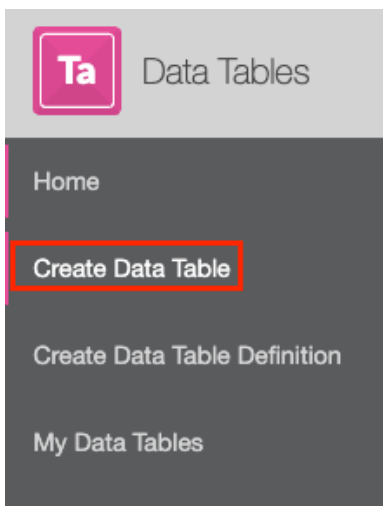 Ta
Data Tables
Home
Create Data Table
Create Data Table Definition
My Data Tables